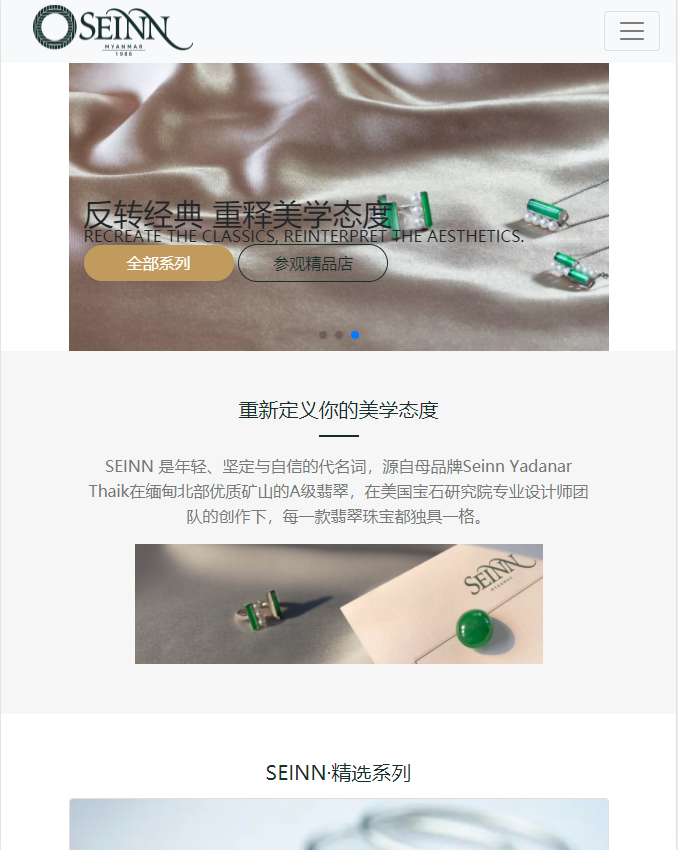 SEINN
MYANMAR
1088
反转经典 重释美学态度
RECREATE THE CLASSICS, REINTERPRET THE AESTHETICS.
全部系列 参观精品店
重新定义你的美学态度
SEINN 是年轻、坚定与自信的代名词，源自母品牌Seinn Yadanar
Thaik在缅甸北部优质矿山的A级翡翠，在美国宝石研究院专业设计师团
队的创作下，每一款翡翠珠宝都独具一格。
SEINN
MYANMAR
SEINN·精选系列